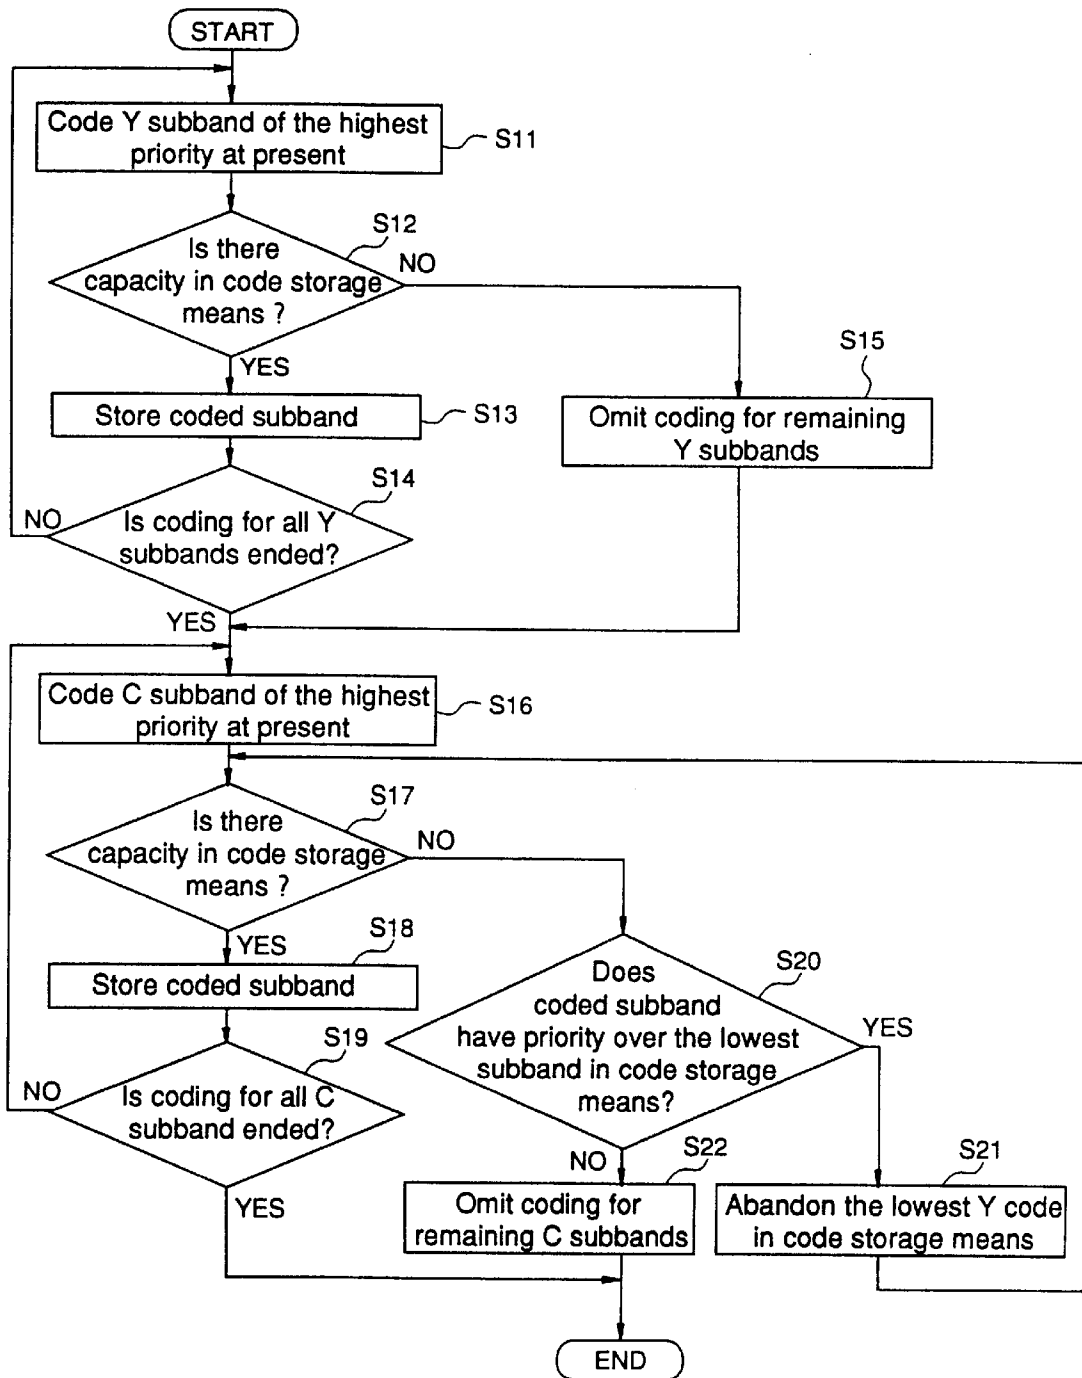 START
Code Y subband of the highest
priority at present
S11
S12
Is there
capacity in code storage
means ?
NO
YES
S15
Store coded subband
S13
Omit coding for remaining
Y subbands
S14
NO
Is coding for all Y
subbands ended?
YES
Code C subband of the highest
priority at present
S16
S17
Is there
capacity in code storage
means ?
NO
YES
S18
Store coded subband
S20
Does
coded subband
have priority over the lowest
subband in code storage
means?
YES
S19
NO
Is coding for all C
subband ended?
YES
NO
S22
S21
Omit coding for
remaining C subbands
Abandon the lowest Y code
in code storage means
END